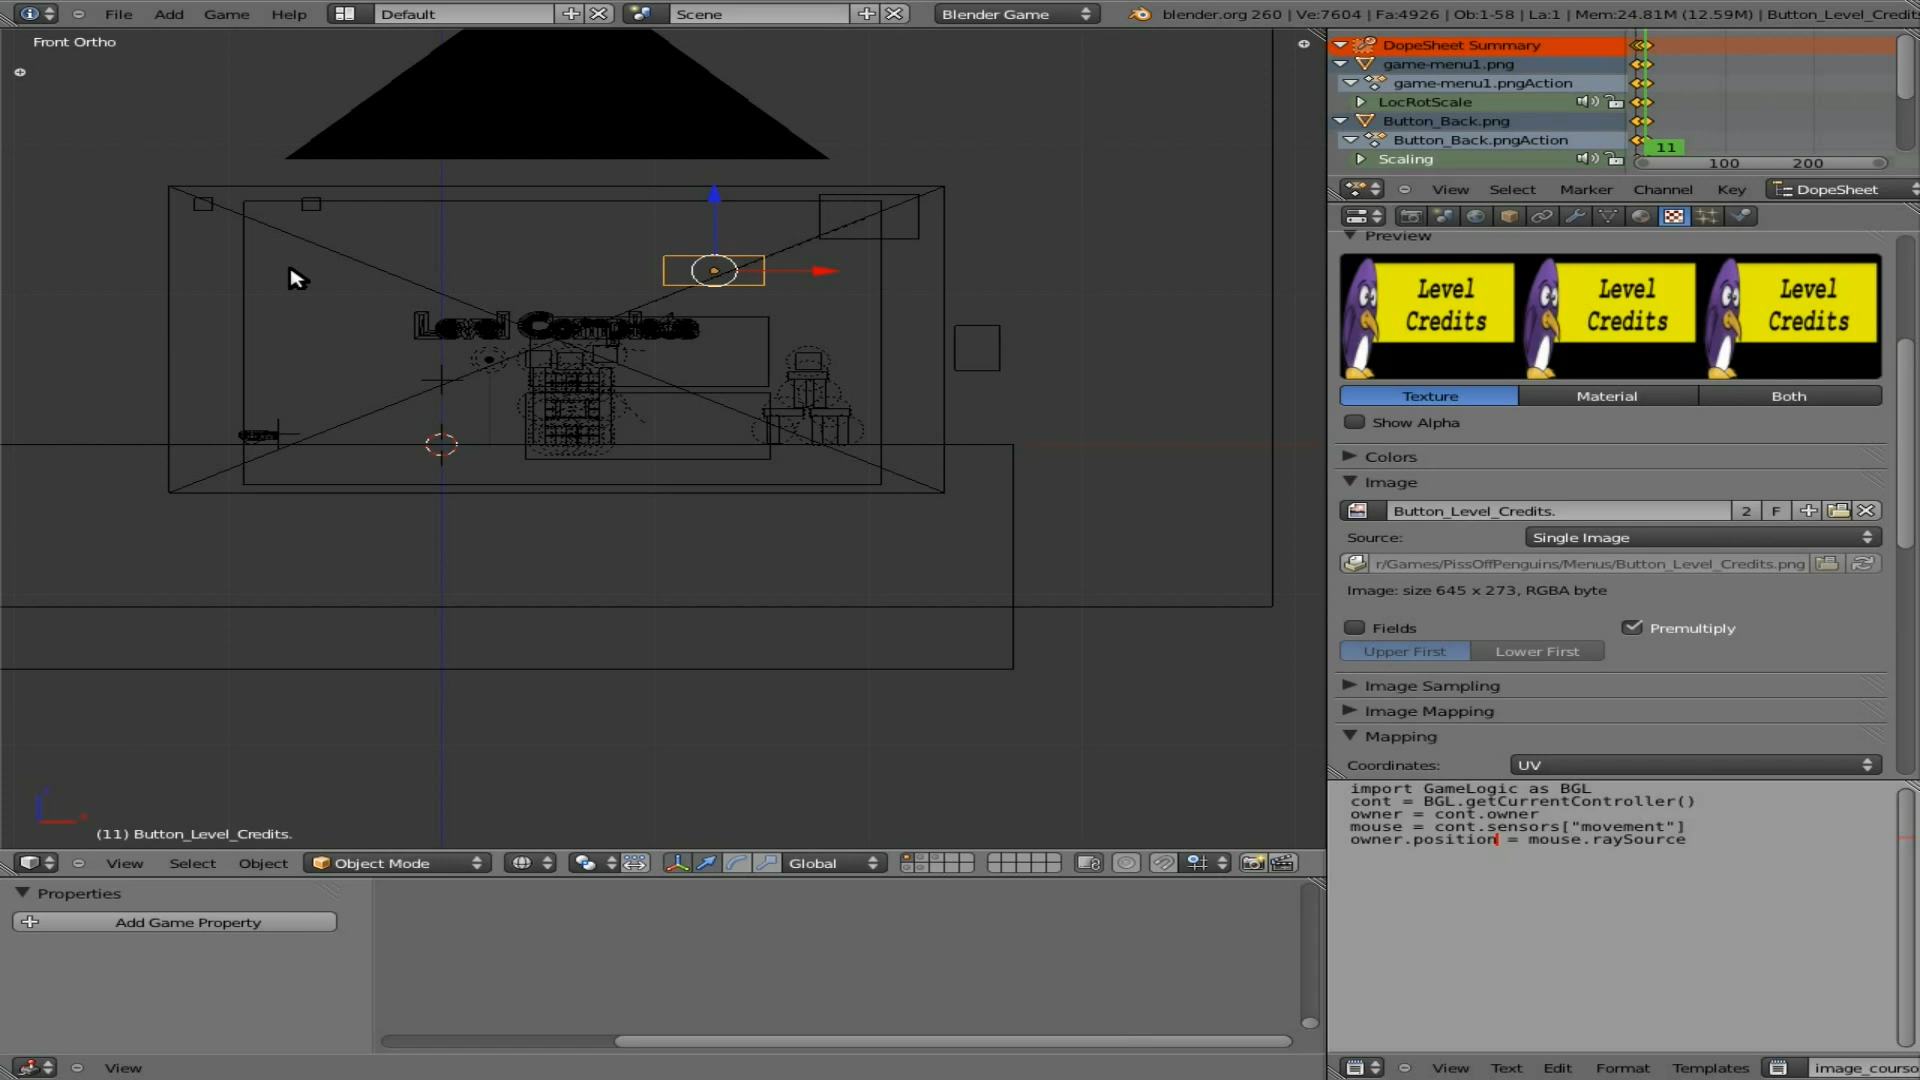 File Add Game Help Default Scene Blender Game blender.org 260 | Ve:7604 | Fa:4926 | Ob:1-58 | La:1 | Mem:24.81M (12.59M) | Button_Level_Credits
Front Ortho
Level Complete
(11) Button_Level_Credits.
View Select Object Object Mode Global
Properties
Add Game Property
View
DopeSheet Summary
game-menu1.png
game-menu1.pngAction
LocRotScale
Button_Back.png
Button_Back.pngAction
Scaling
11
100 200
View Select Marker Channel Key DopeSheet
Preview
Level Credits Level Credits Level Credits
Texture Material Both
Show Alpha
Colors
Image
Button_Level_Credits. 2 F
Source: Single Image
r/Games/PissOffPenguins/Menus/Button_Level_Credits.png
Image: size 645 x 273, RGBA byte
Fields Premultiply
Upper First Lower First
Image Sampling
Image Mapping
Mapping
Coordinates: UV
import GameLogic as BGL
cont = BGL.getCurrentController()
owner = cont.owner
mouse = cont.sensors["movement"]
owner.position = mouse.raySource
View Text Edit Format Templates image_courso